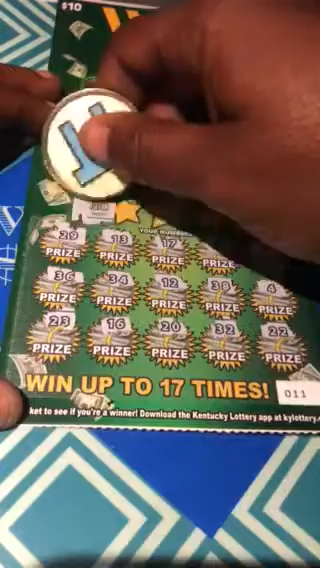 $10
YOUR NUMBERS
29 13 17
PRIZE PRIZE PRIZE PRIZE
36 34 12 38 4
PRIZE PRIZE PRIZE PRIZE PRIZE
23 16 20 32 22
PRIZE PRIZE PRIZE PRIZE PRIZE
WIN UP TO 17 TIMES! 011
ket to see if you're a winner! Download the Kentucky Lottery app at kylottery.